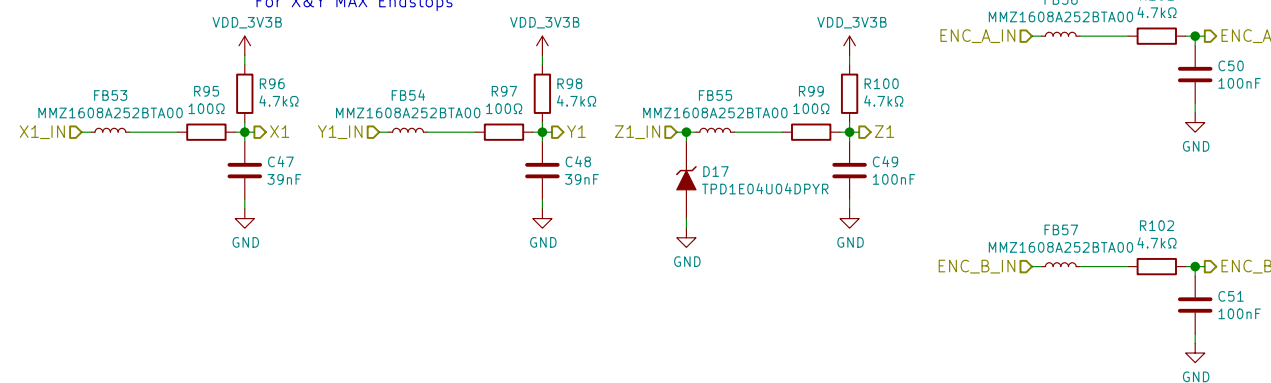 For X&Y MAX Endstops
VDD_3V3B
FB53
MMZ1608A252BTA00
R95
100Ω
R96
4.7kΩ
X1_IN
X1
C47
39nF
GND
VDD_3V3B
FB54
MMZ1608A252BTA00
R97
100Ω
R98
4.7kΩ
Y1_IN
Y1
C48
39nF
GND
VDD_3V3B
FB55
MMZ1608A252BTA00
R99
100Ω
R100
4.7kΩ
Z1_IN
Z1
D17
TPD1E04U04DPYR
C49
100nF
GND
GND
MMZ1608A252BTA00
4.7kΩ
ENC_A_IN
ENC_A
C50
100nF
GND
FB57
MMZ1608A252BTA00
R102
4.7kΩ
ENC_B_IN
ENC_B
C51
100nF
GND